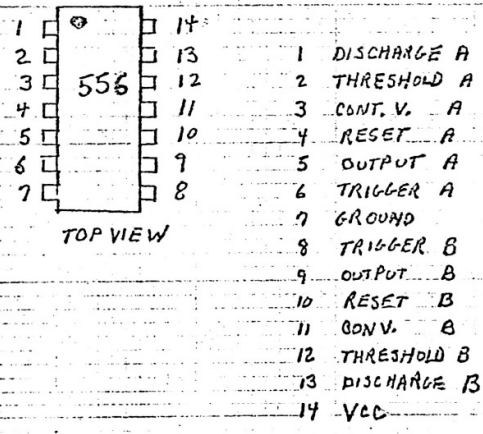 1 14
2 13
3 556 12
4 11
5 10
6 9
7 8
TOP VIEW
1 DISCHARGE A
2 THRESHOLD A
3 CONT. V. A
4 RESET A
5 OUTPUT A
6 TRIGGER A
7 GROUND
8 TRIGGER B
9 OUTPUT B
10 RESET B
11 CONV. B
12 THRESHOLD B
13 DISCHARGE B
14 VCC